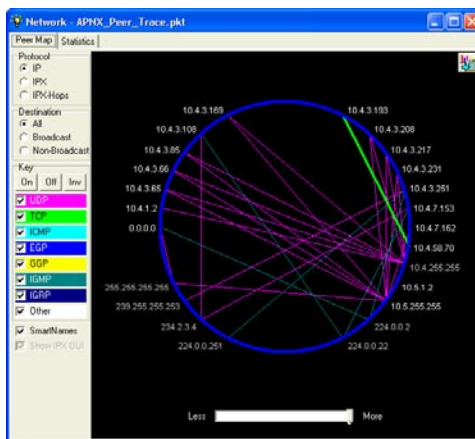 Network - APNX_Peer_Trace.pkt
Peer Map
Statistics
Protocol
IP
IPX
IPX-Hops
Destination
All
Broadcast
Non-Broadcast
Key
On Off Inv
UDP
TCP
ICMP
EGP
GGP
IGMP
IGRP
Other
SmartNames
Show IPX OUI
10.4.3.169
10.4.3.108
10.4.3.85
10.4.3.66
10.4.3.65
10.4.1.2
0.0.0.0
255.255.255.255
239.255.255.253
234.2.3.4
224.0.0.251
10.4.3.193
10.4.3.208
10.4.3.217
10.4.3.231
10.4.3.251
10.4.7.153
10.4.7.162
10.4.58.70
10.4.255.255
10.5.1.2
10.5.255.255
224.0.0.2
224.0.0.22
Less
More